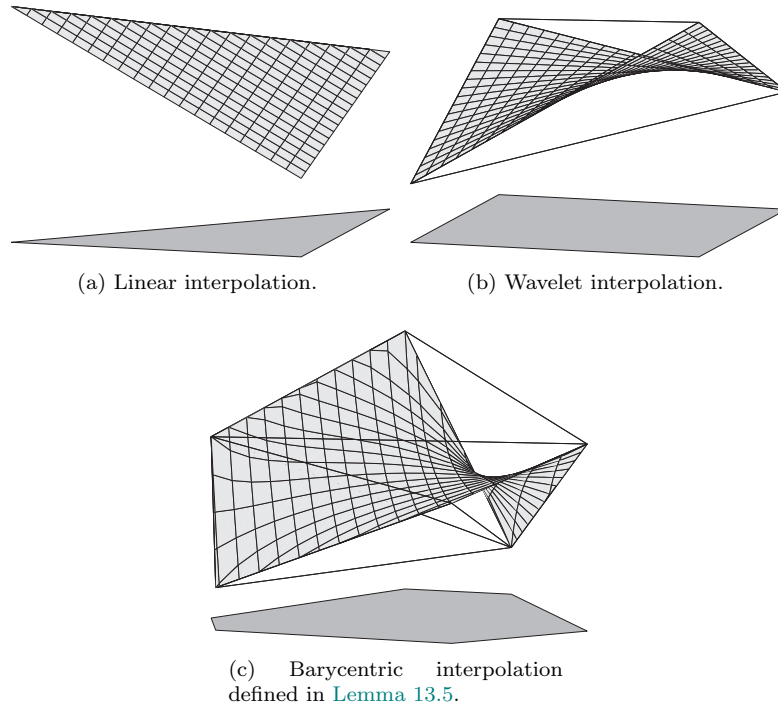 (a) Linear interpolation.
(b) Wavelet interpolation.
(c) Barycentric interpolation
defined in Lemma 13.5.